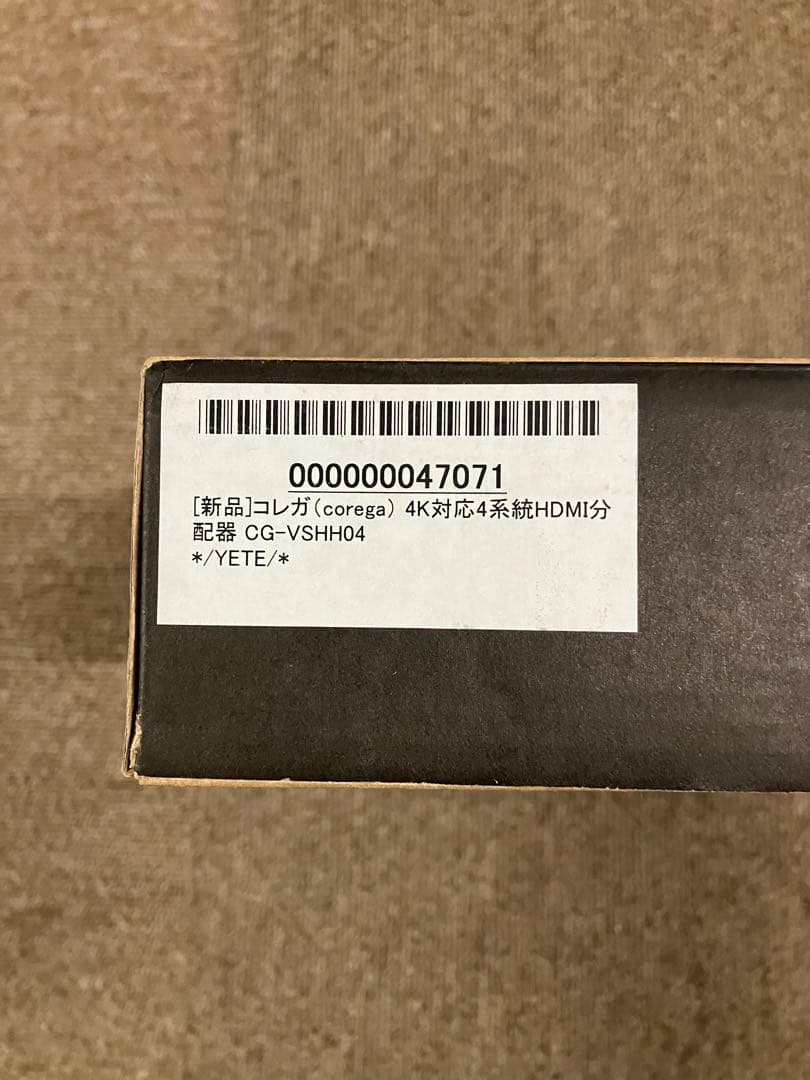 000000047071
[新品]コレガ(corega) 4K対応4系統HDMI分
配器 CG-VSHH04
*/YETE/*